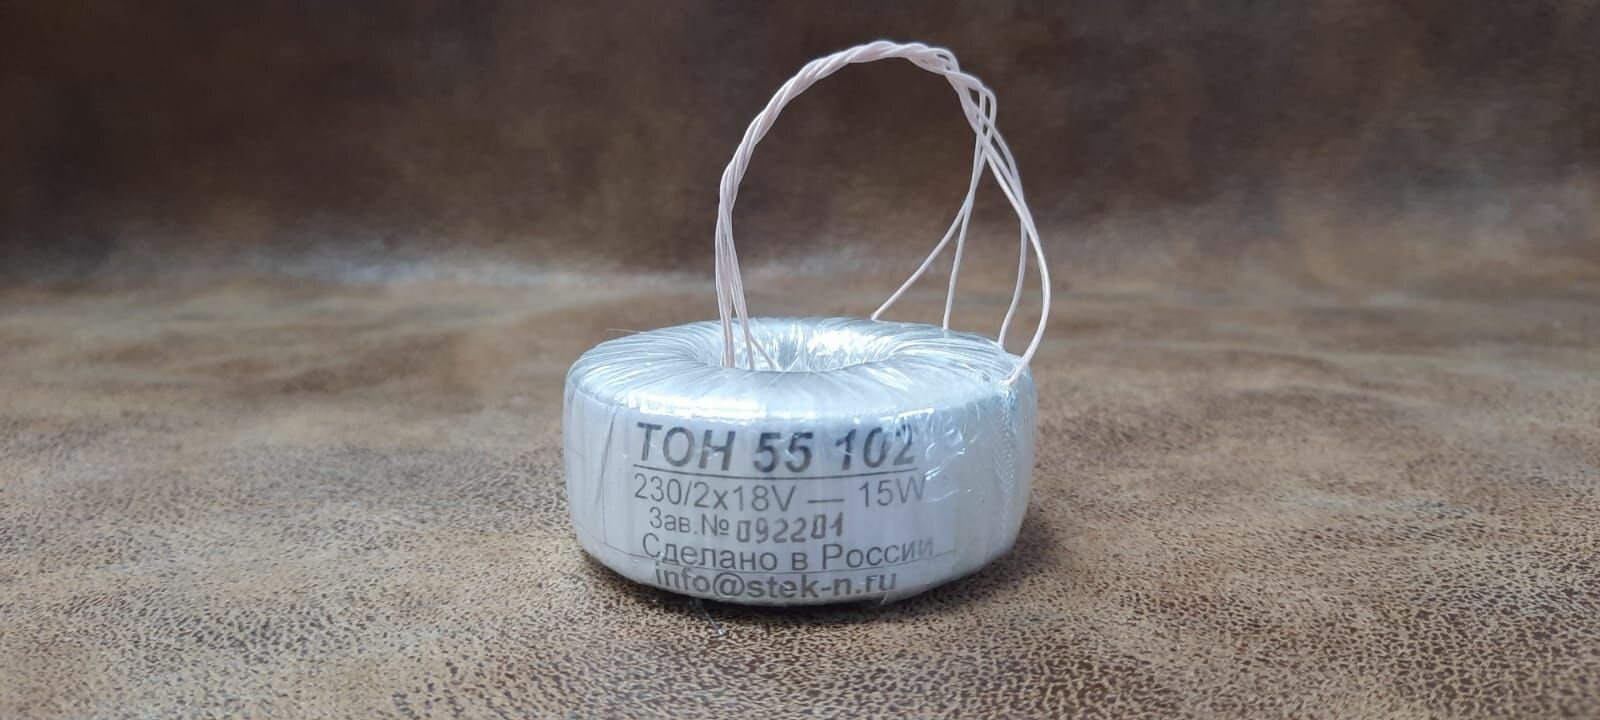 ТОН 55 102
230/2x18V — 15W
Зав.№ 092201
Сделано в России
info@stek-n.ru